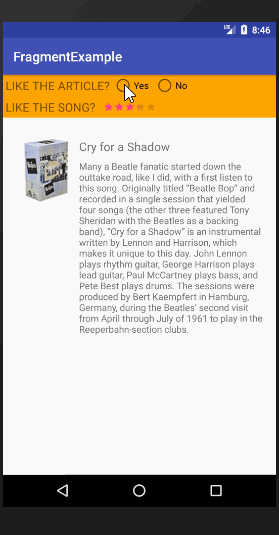 8:46
FragmentExample
LIKE THE ARTICLE? Yes No
LIKE THE SONG?
Cry for a Shadow
Many a Beatle fanatic started down the
outtake road, like I did, with a first listen to
this song. Originally titled “Beatle Bop” and
recorded in a single session that yielded
four songs (the other three featured Tony
Sheridan with the Beatles as a backing
band), “Cry for a Shadow” is an instrumental
written by Lennon and Harrison, which
makes it unique to this day. John Lennon
plays rhythm guitar, George Harrison plays
lead guitar, Paul McCartney plays bass, and
Pete Best plays drums. The sessions were
produced by Bert Kaempfert in Hamburg,
Germany, during the Beatles' second visit
from April through July of 1961 to play in the
Reeperbahn-section clubs.